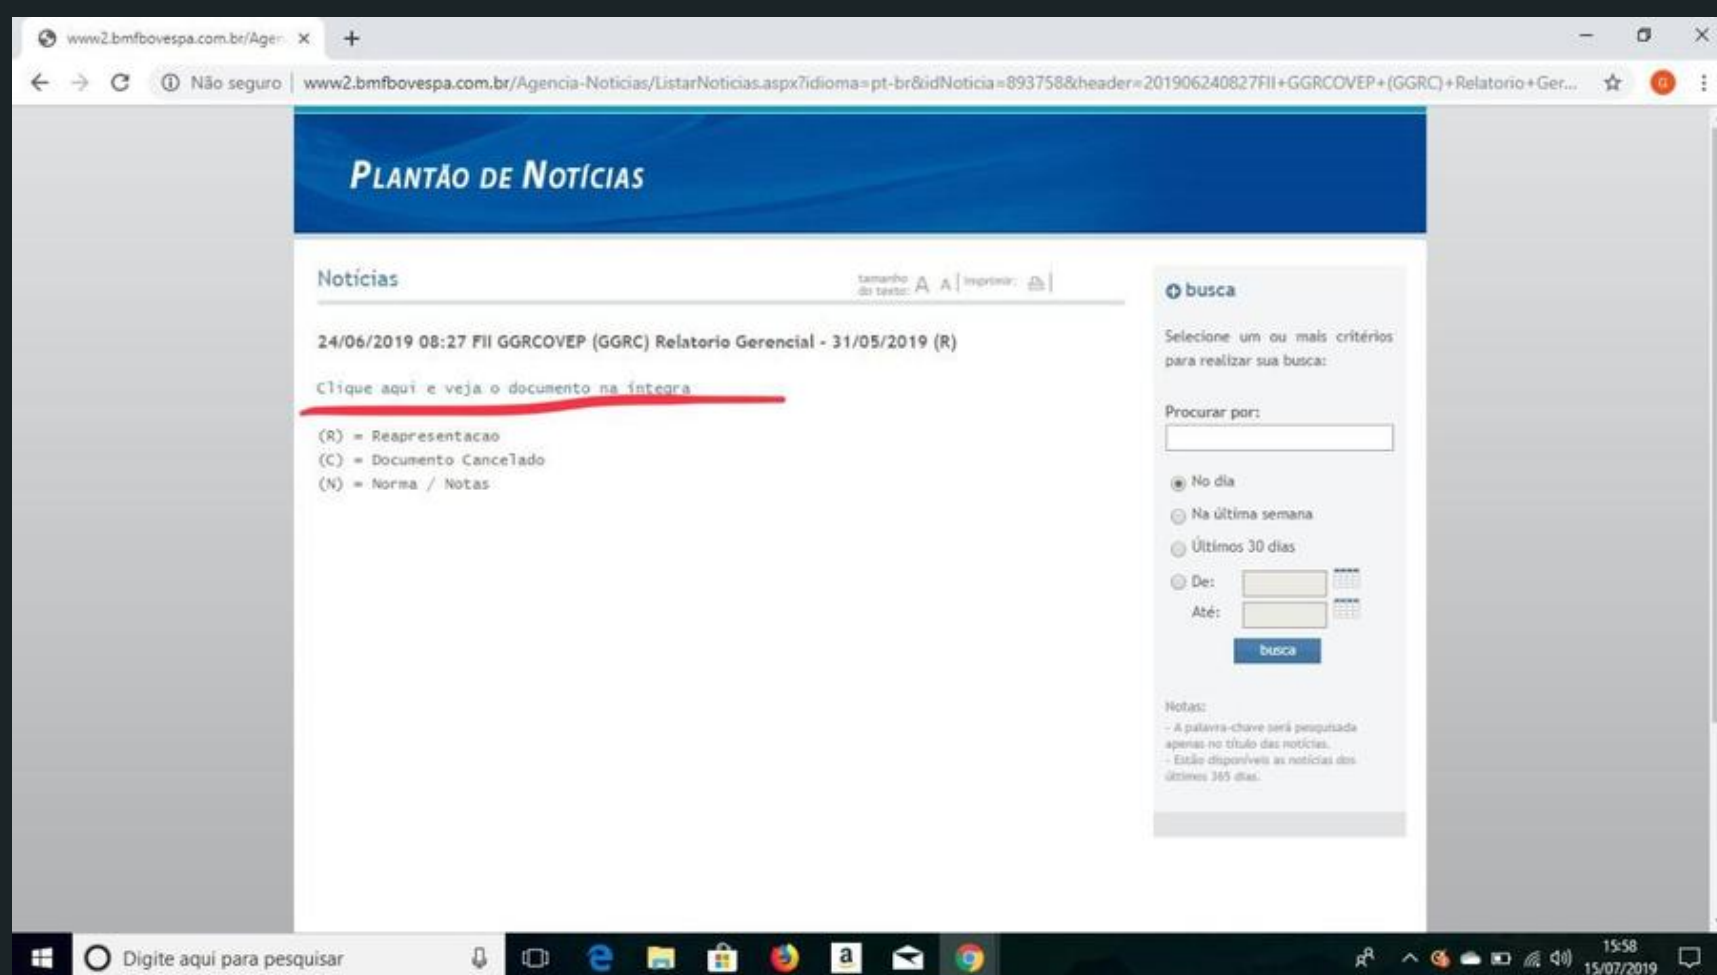 www2.bmfbovespa.com.br/Agen
Não seguro | www2.bmfbovespa.com.br/Agencia-Noticias/ListarNoticias.aspx?idioma=pt-br&idNoticia=893758&header=201906240827FII+GGRCOVEP+(GGRC)+Relatorio+Ger...
PLANTÃO DE NOTÍCIAS
Notícias
tamanho do texto: A A | imprimir: |
24/06/2019 08:27 FII GGRCOVEP (GGRC) Relatorio Gerencial - 31/05/2019 (R)
Clique aqui e veja o documento na íntegra
(R) = Reapresentacao
(C) = Documento Cancelado
(N) = Norma / Notas
busca
Selecione um ou mais critérios
para realizar sua busca:
Procurar por:
No dia
Na última semana
Últimos 30 dias
De:
Até:
busca
Notas:
- A palavra-chave será pesquisada
apenas no título das notícias.
- Estão disponíveis as notícias dos
últimos 365 dias.
Digite aqui para pesquisar
a
15:58
15/07/2019